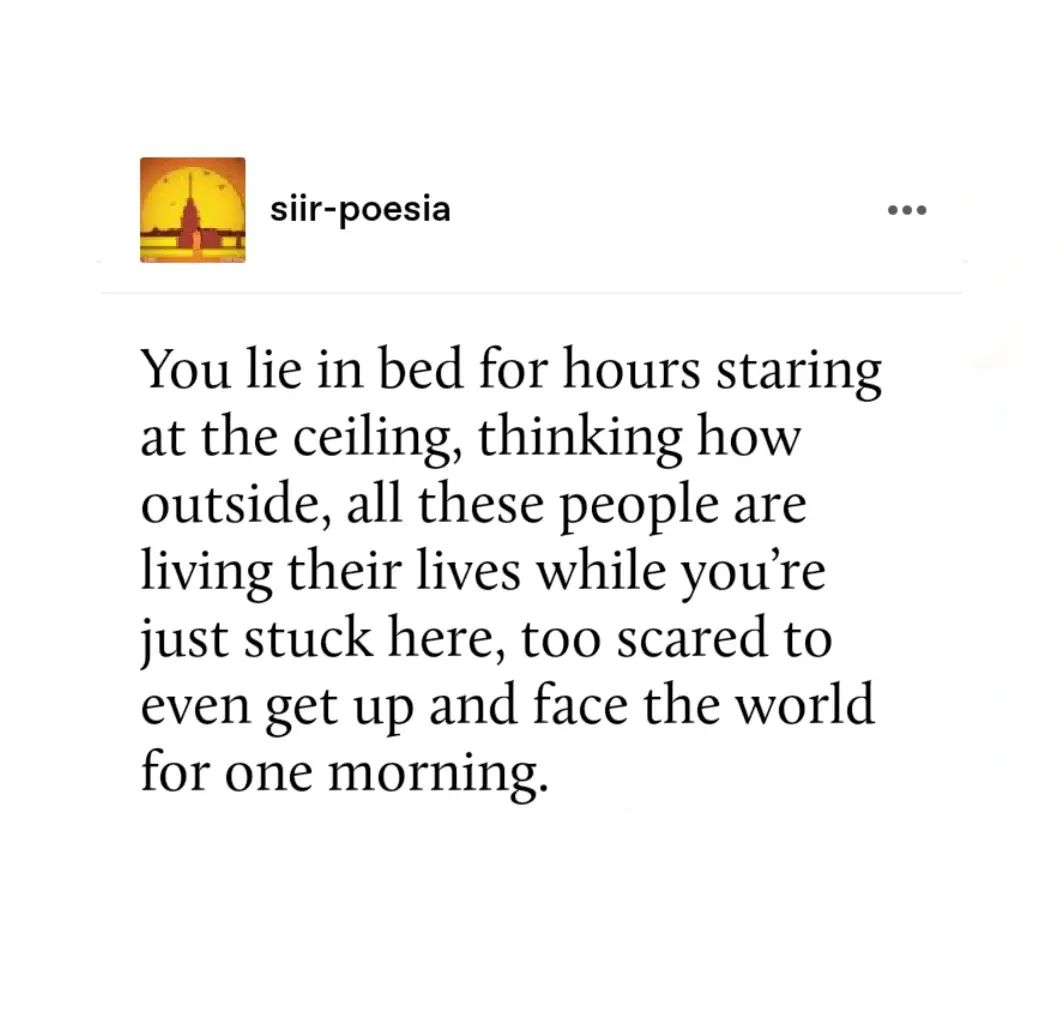 siir-poesia
You lie in bed for hours staring
at the ceiling, thinking how
outside, all these people are
living their lives while you’re
just stuck here, too scared to
even get up and face the world
for one morning.